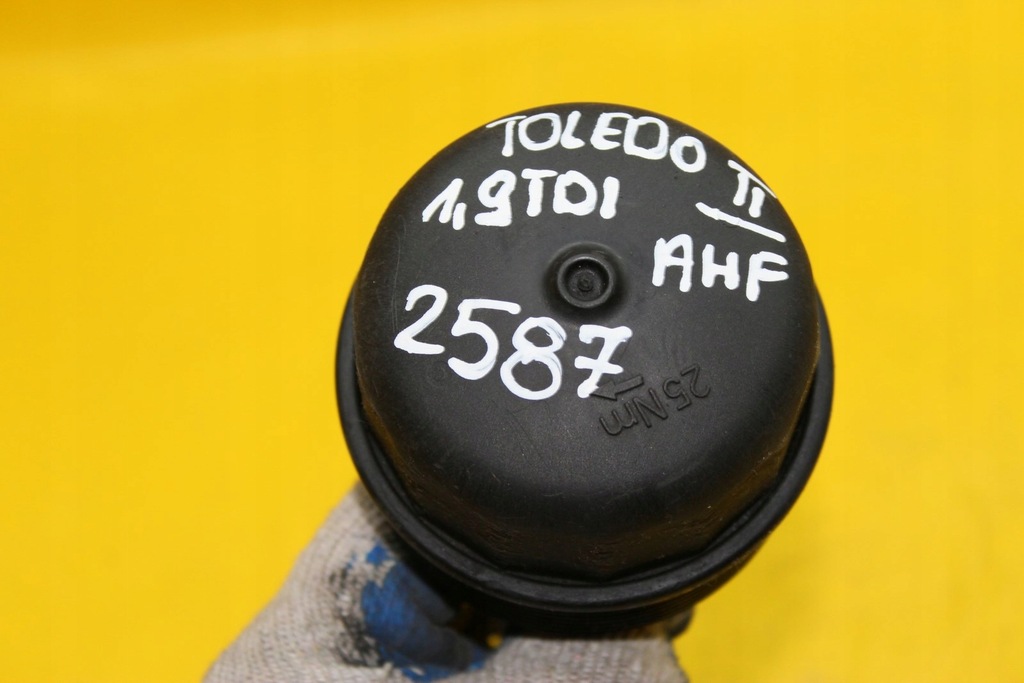 TOLEDO II
1,9TDI
AHF
2587
25Nm